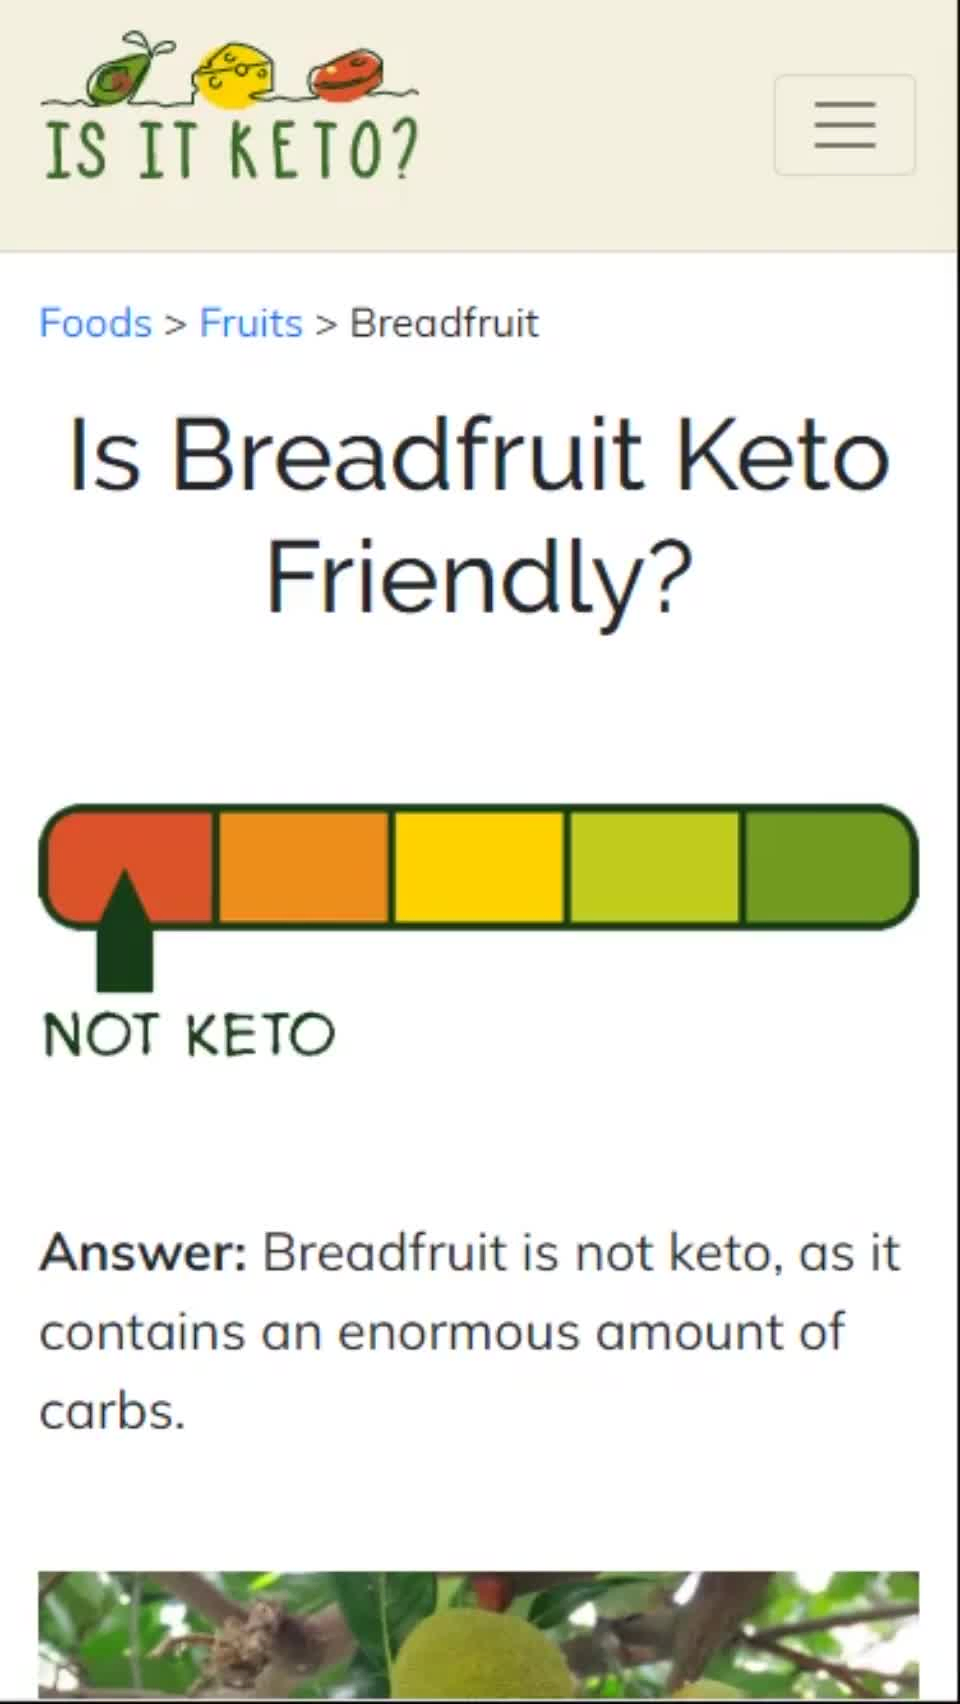 IS IT KETO?
Foods > Fruits > Breadfruit
Is Breadfruit Keto
Friendly?
NOT KETO
Answer: Breadfruit is not keto, as it
contains an enormous amount of
carbs.